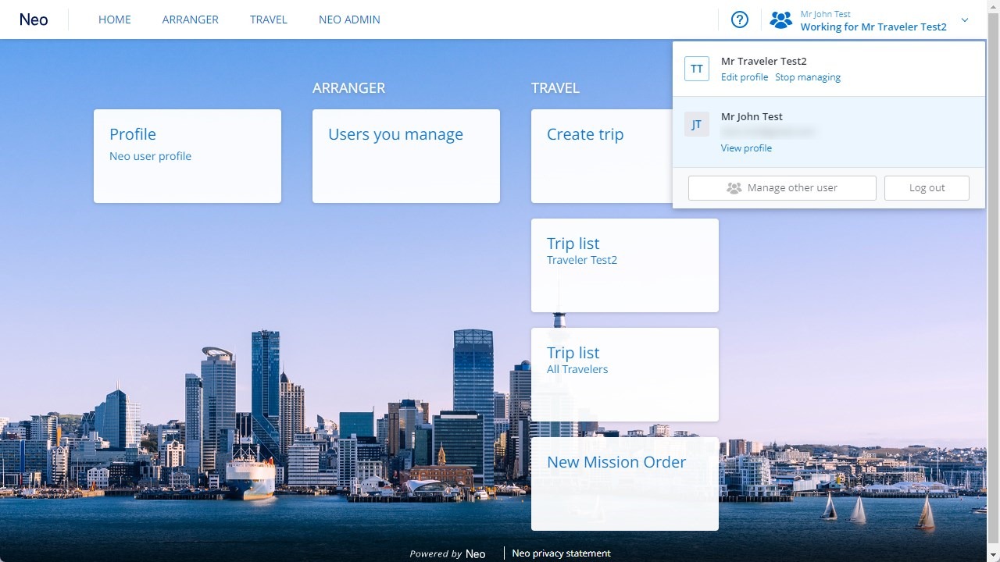 Neo
HOME
ARRANGER
TRAVEL
NEO ADMIN
Mr John Test
Working for Mr Traveler Test2
TT
Mr Traveler Test2
Edit profile Stop managing
JT
Mr John Test
View profile
Manage other user
Log out
ARRANGER
TRAVEL
Profile
Neo user profile
Users you manage
Create trip
Trip list
Traveler Test2
Trip list
All Travelers
New Mission Order
Powered by Neo
Neo privacy statement